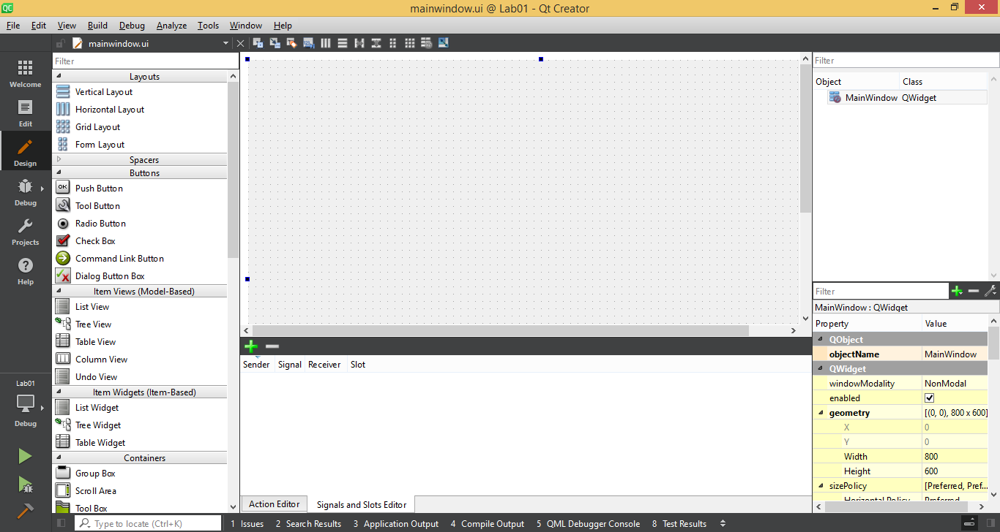 QC
mainwindow.ui @ Lab01 - Qt Creator
File Edit View Build Debug Analyze Tools Window Help
mainwindow.ui
Welcome
Edit
Design
Debug
Projects
Help
Lab01
Debug
Filter
Layouts
Vertical Layout
Horizontal Layout
Grid Layout
Form Layout
Spacers
Buttons
OK Push Button
Tool Button
Radio Button
Check Box
Command Link Button
Dialog Button Box
Item Views (Model-Based)
List View
Tree View
Table View
Column View
Undo View
Item Widgets (Item-Based)
List Widget
Tree Widget
Table Widget
Containers
Group Box
Scroll Area
Tool Box
Sender Signal Receiver Slot
Action Editor Signals and Slots Editor
Filter
Object Class
MainWindow QWidget
Filter
MainWindow : QWidget
Property Value
QObject
objectName MainWindow
QWidget
windowModality NonModal
enabled
geometry [(0, 0), 800 x 600]
X 0
Y 0
Width 800
Height 600
sizePolicy [Preferred, Pref...
Horizontal Policy Preferred
Type to locate (Ctrl+K) 1 Issues 2 Search Results 3 Application Output 4 Compile Output 5 QML Debugger Console 8 Test Results